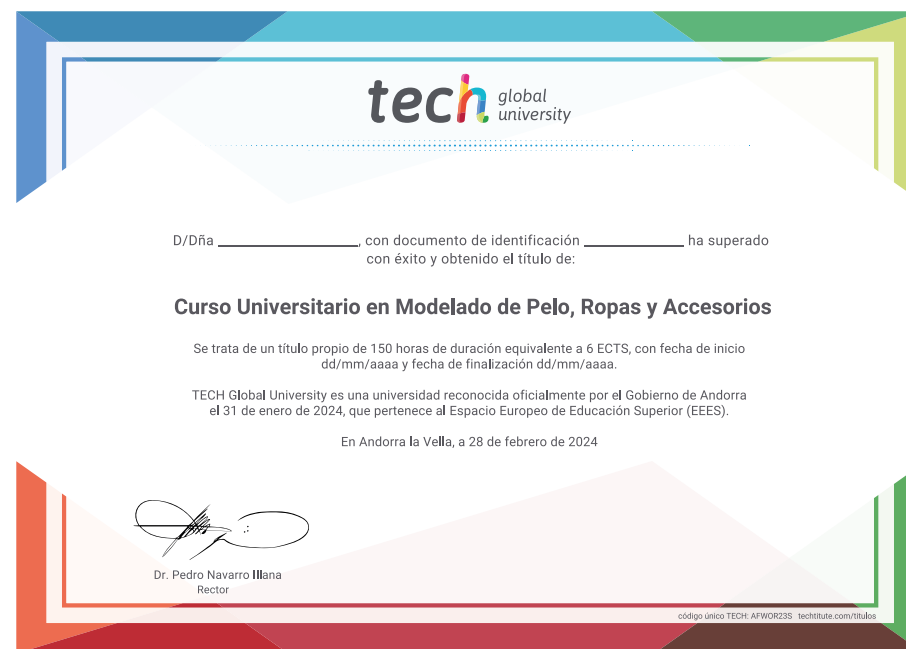 tech global university
D/Dña ______________, con documento de identificación __________ ha superado
con éxito y obtenido el título de:
Curso Universitario en Modelado de Pelo, Ropas y Accesorios
Se trata de un título propio de 150 horas de duración equivalente a 6 ECTS, con fecha de inicio
dd/mm/aaaa y fecha de finalización dd/mm/aaaa.
TECH Global University es una universidad reconocida oficialmente por el Gobierno de Andorra
el 31 de enero de 2024, que pertenece al Espacio Europeo de Educación Superior (EEES).
En Andorra la Vella, a 28 de febrero de 2024
Dr. Pedro Navarro Illana
Rector
código único TECH: AFWOR23S techtitute.com/titulos